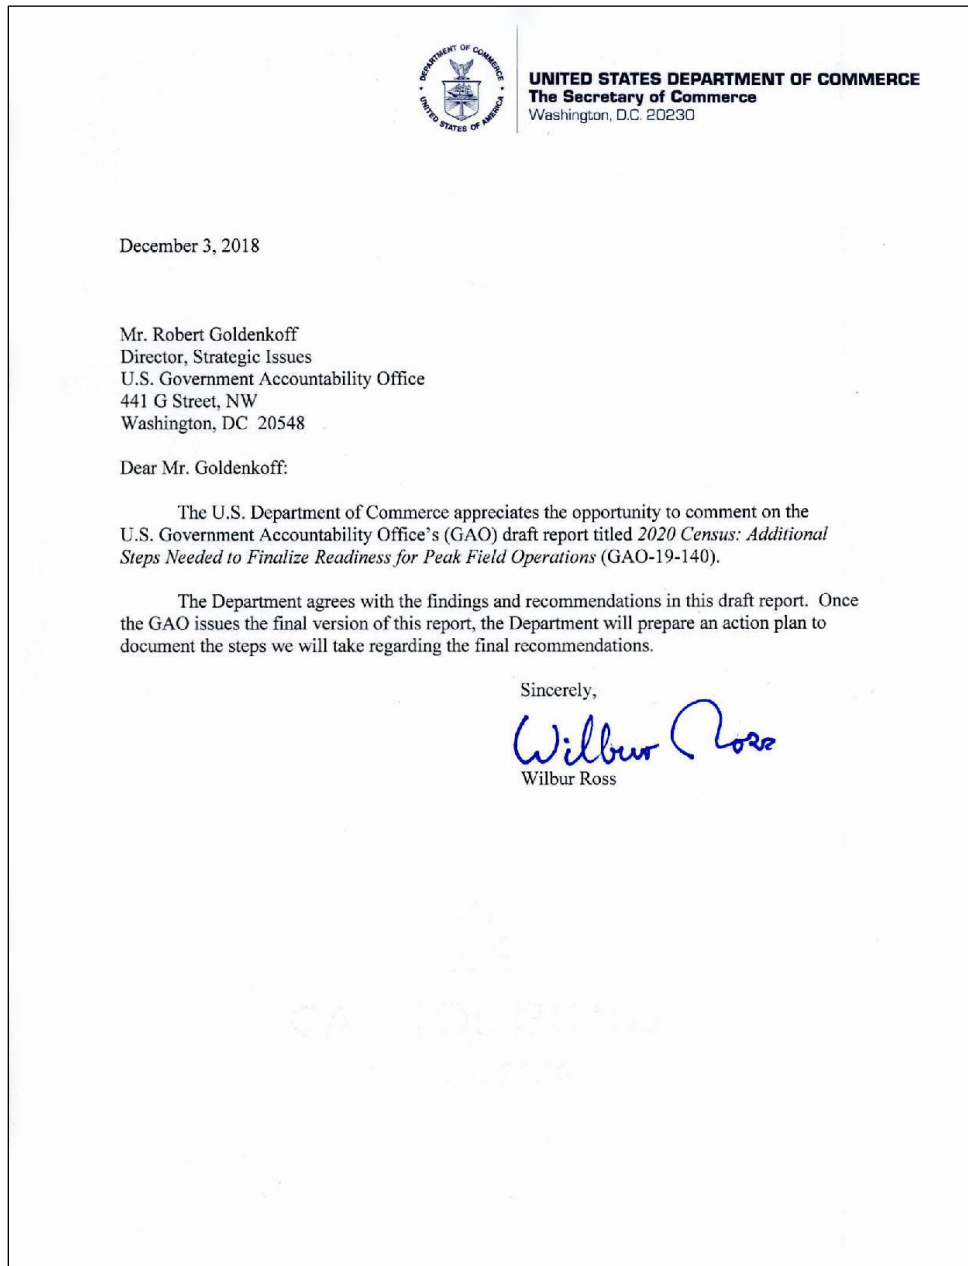 DEPARTMENT OF COMMERCE
UNITED STATES OF AMERICA
UNITED STATES DEPARTMENT OF COMMERCE
The Secretary of Commerce
Washington, D.C. 20230
December 3, 2018
Mr. Robert Goldenkoff
Director, Strategic Issues
U.S. Government Accountability Office
441 G Street, NW
Washington, DC 20548
Dear Mr. Goldenkoff:
The U.S. Department of Commerce appreciates the opportunity to comment on the
U.S. Government Accountability Office's (GAO) draft report titled 2020 Census: Additional
Steps Needed to Finalize Readiness for Peak Field Operations (GAO-19-140).
The Department agrees with the findings and recommendations in this draft report. Once
the GAO issues the final version of this report, the Department will prepare an action plan to
document the steps we will take regarding the final recommendations.
Sincerely,
Wilbur Ross
Wilbur Ross